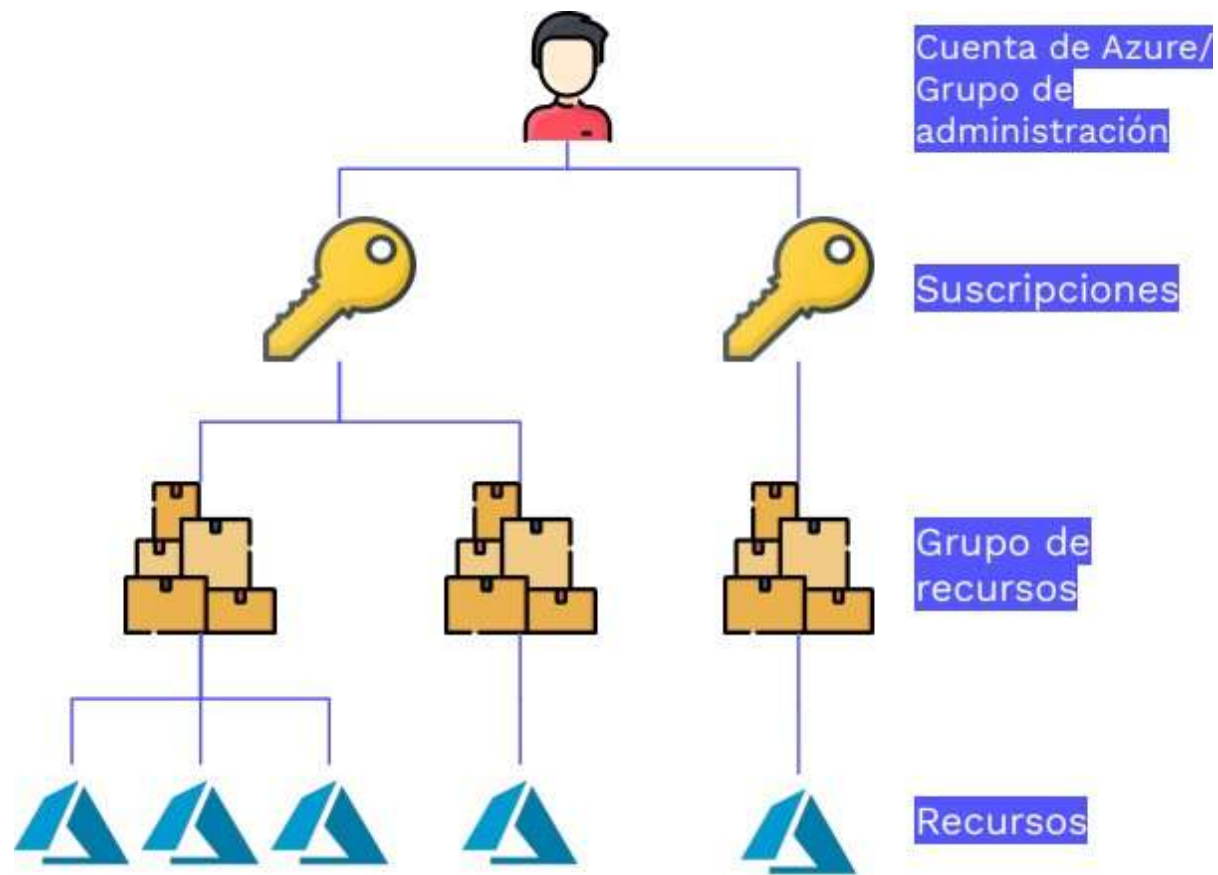 Cuenta de Azure/
Grupo de
administración
Suscripciones
Grupo de
recursos
Recursos